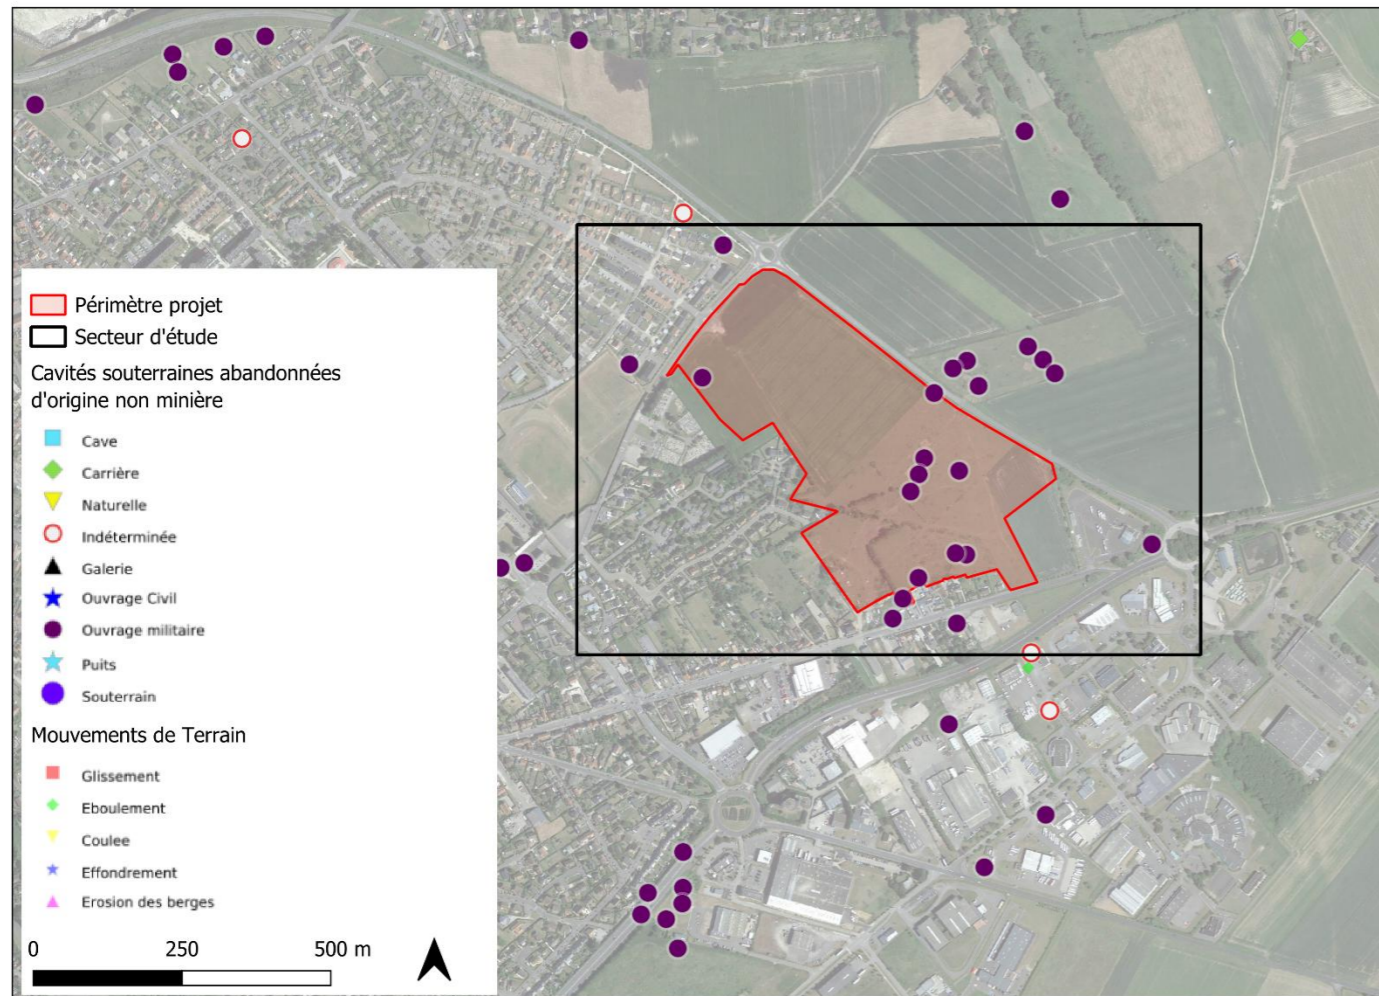 Périmètre projet
Secteur d'étude
Cavités souterraines abandonnées
d'origine non minière
Cave
Carrière
Naturelle
Indéterminée
Galerie
Ouvrage Civil
Ouvrage militaire
Puits
Souterrain
Mouvements de Terrain
Glissement
Eboulement
Coulee
Effondrement
Erosion des berges
0 250 500 m